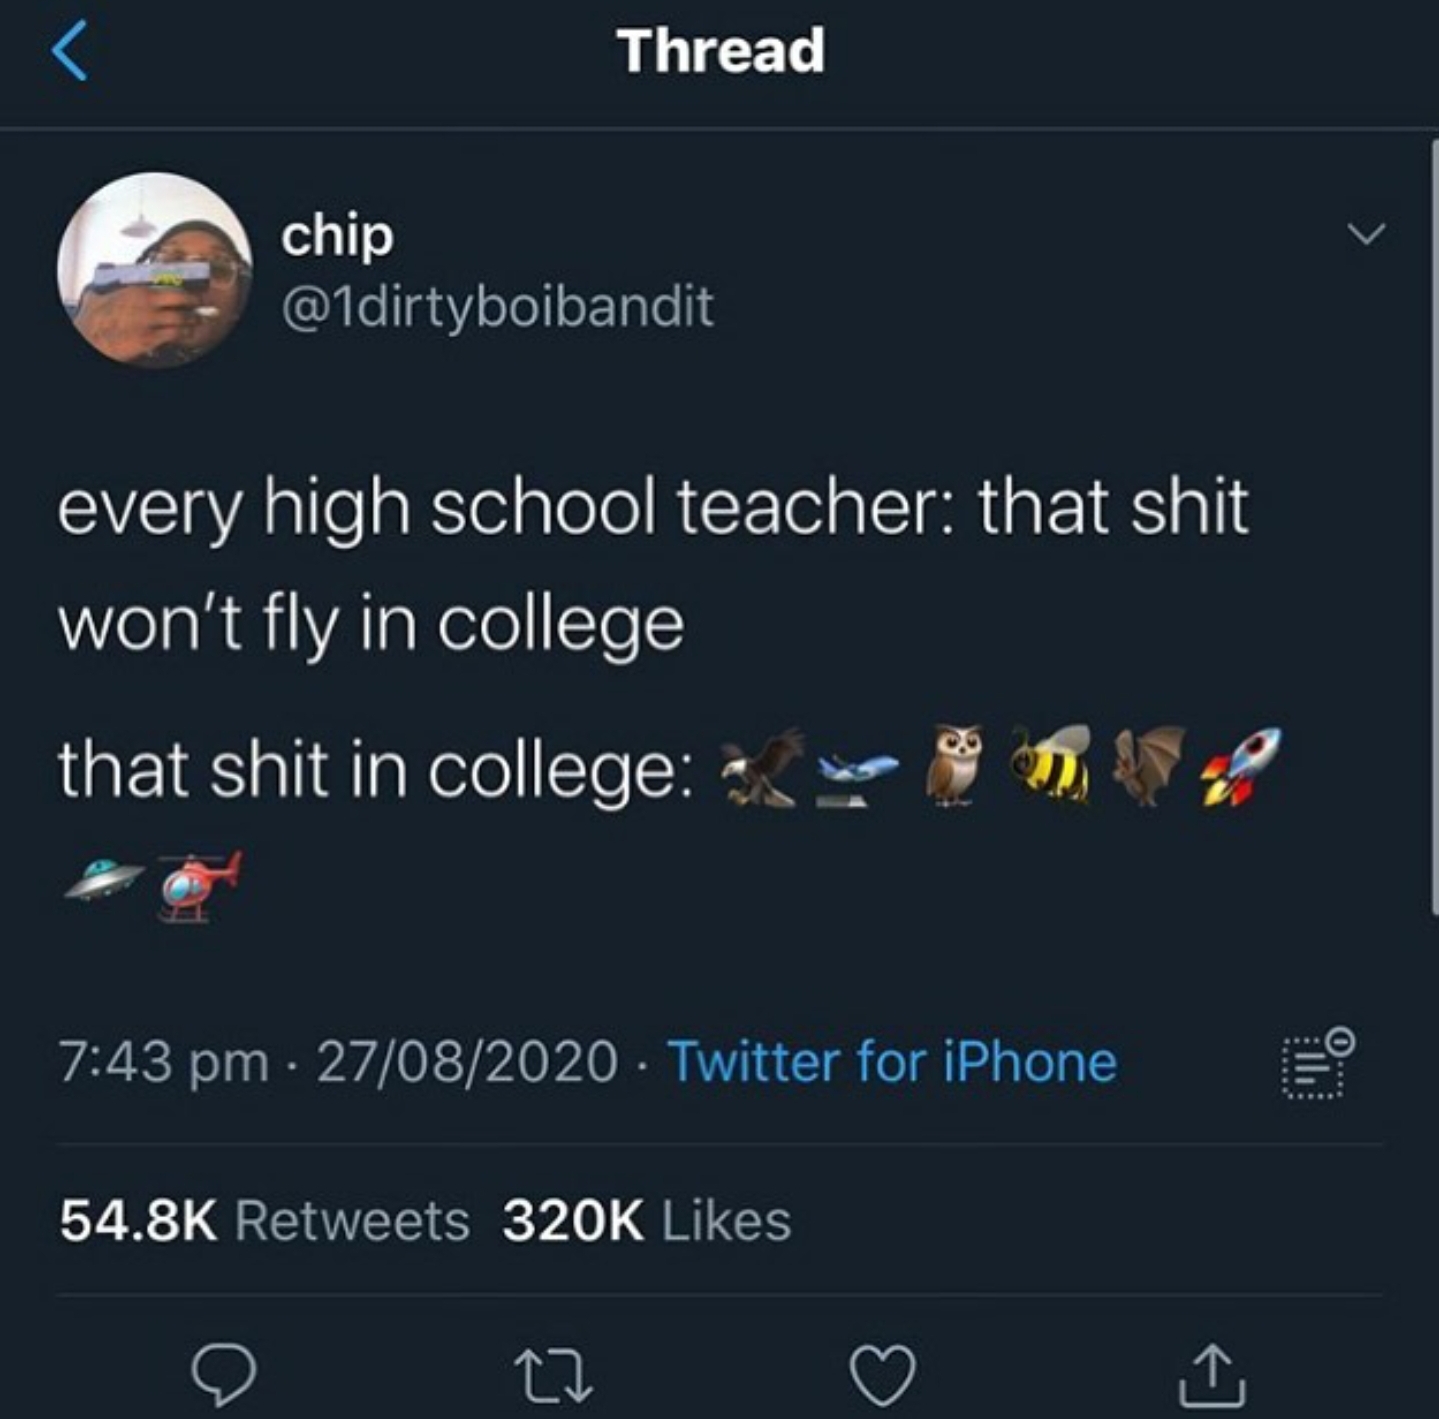 Thread
chip
@1dirtyboibandit
every high school teacher: that shit
won't fly in college
that shit in college: 🦅🛫🦉🐝🦇🚀
🛸🚁
7:43 pm · 27/08/2020 · Twitter for iPhone
54.8K Retweets 320K Likes